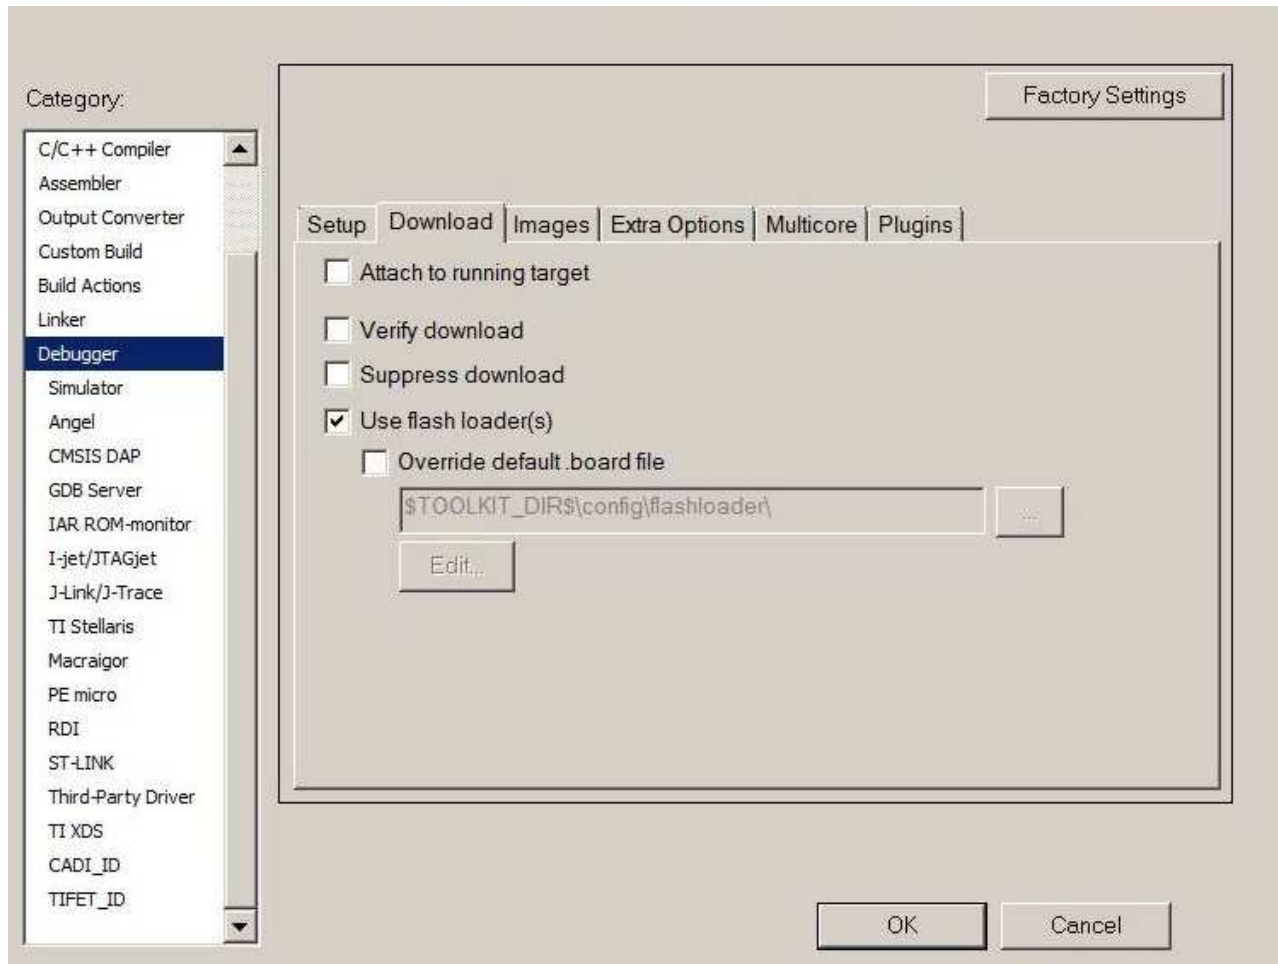 Category:
C/C++ Compiler
Assembler
Output Converter
Custom Build
Build Actions
Linker
Debugger
Simulator
Angel
CMSIS DAP
GDB Server
IAR ROM-monitor
I-jet/JTAGjet
J-Link/J-Trace
TI Stellaris
Macraigor
PE micro
RDI
ST-LINK
Third-Party Driver
TI XDS
CADI_ID
TIFET_ID
Factory Settings
Setup Download Images Extra Options Multicore Plugins
Attach to running target
Verify download
Suppress download
Use flash loader(s)
Override default .board file
$TOOLKIT_DIR$\config\flashloader\
...
Edit...
OK Cancel